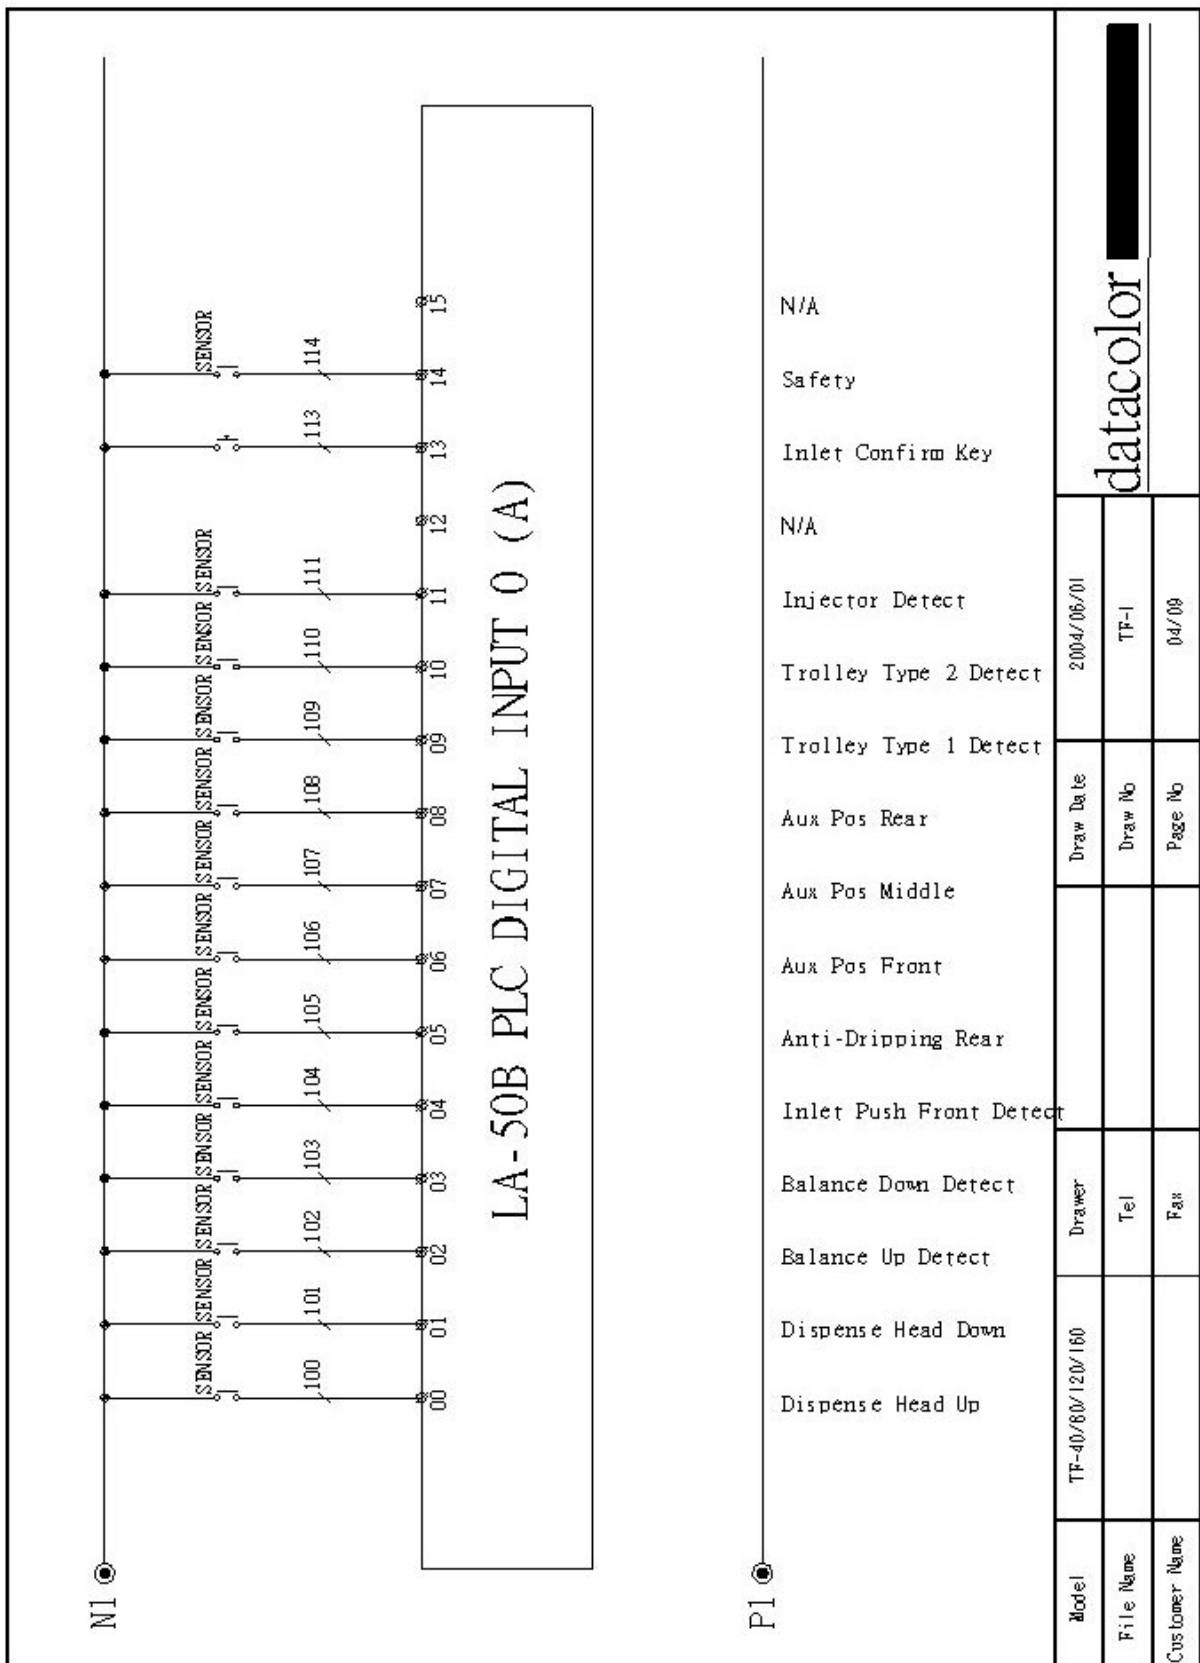 N1
SENSOR SENSOR SENSOR SENSOR SENSOR SENSOR SENSOR SENSOR SENSOR SENSOR SENSOR SENSOR SENSOR
100 101 102 103 104 105 106 107 108 109 110 111 113 114
00 01 02 03 04 05 06 07 08 09 10 11 12 13 14 15
LA-50B PLC DIGITAL INPUT 0 (A)
P1
N/A
Safety
Inlet Confirm Key
N/A
Injector Detect
Trolley Type 2 Detect
Trolley Type 1 Detect
Aux Pos Rear
Aux Pos Middle
Aux Pos Front
Anti-Dripping Rear
Inlet Push Front Detect
Balance Down Detect
Balance Up Detect
Dispense Head Down
Dispense Head Up
Model TF-40/80/120/160 Drawer Draw Date 2004/06/01
File Name Tel Draw No TF-1
Customer Name Fax Page No 04/09
datacolor